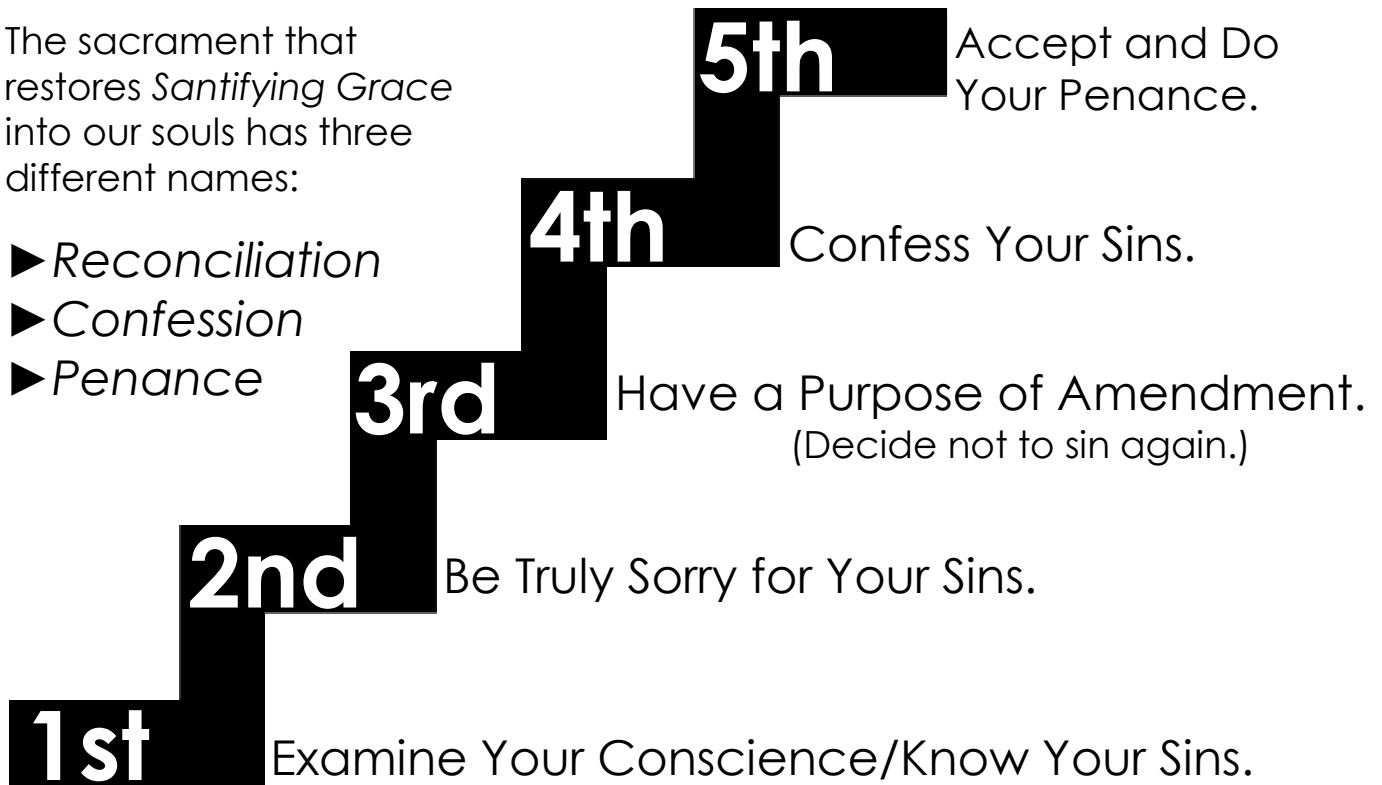 The sacrament that
restores Santifying Grace
into our souls has three
different names:
►Reconciliation
►Confession
►Penance
5th
Accept and Do
Your Penance.
4th
Confess Your Sins.
3rd
Have a Purpose of Amendment.
(Decide not to sin again.)
2nd
Be Truly Sorry for Your Sins.
1st
Examine Your Conscience/Know Your Sins.